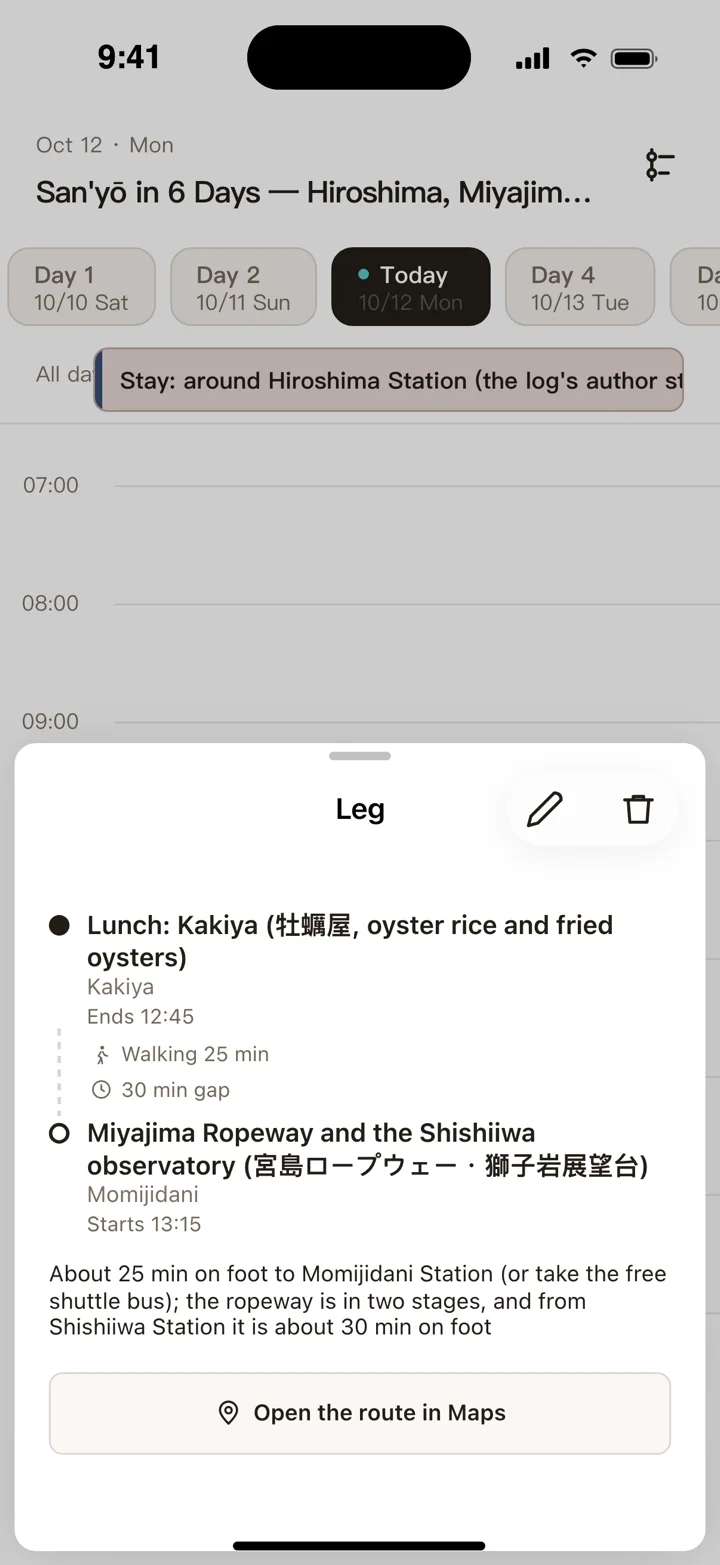 9:41
Oct 12 · Mon
San'yō in 6 Days — Hiroshima, Miyajim…
Day 1
10/10 Sat
Day 2
10/11 Sun
Today
10/12 Mon
Day 4
10/13 Tue
Da
10
All da
Stay: around Hiroshima Station (the log's author st
07:00
08:00
09:00
Leg
Lunch: Kakiya (牡蠣屋, oyster rice and fried
oysters)
Kakiya
Ends 12:45
Walking 25 min
30 min gap
Miyajima Ropeway and the Shishiiwa
observatory (宮島ロープウェー・獅子岩展望台)
Momijidani
Starts 13:15
About 25 min on foot to Momijidani Station (or take the free
shuttle bus); the ropeway is in two stages, and from
Shishiiwa Station it is about 30 min on foot
Open the route in Maps